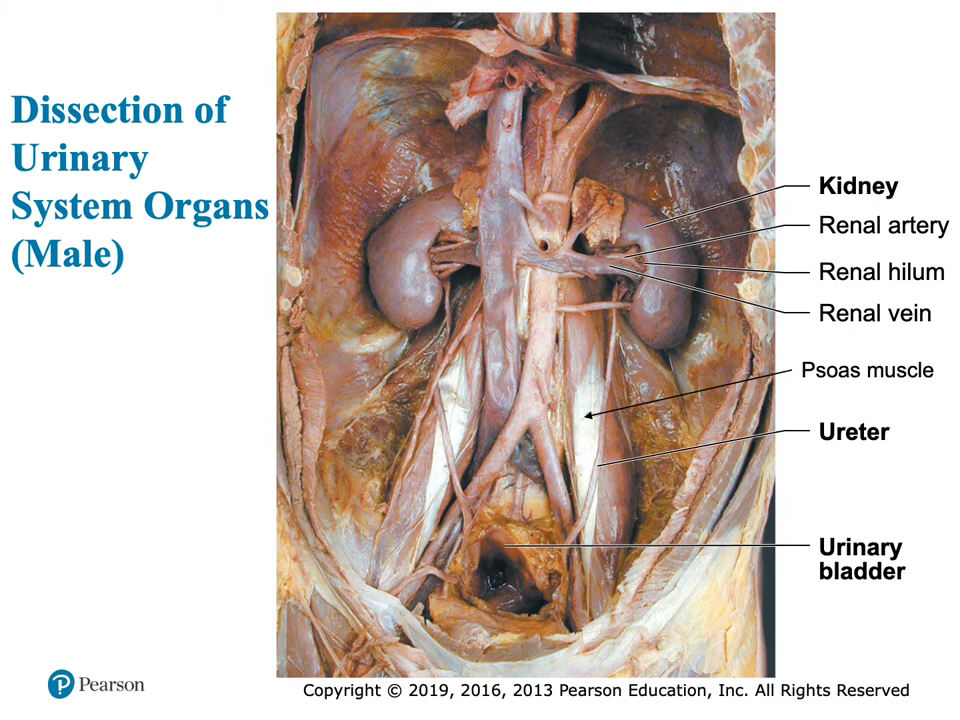 Dissection of
Urinary
System Organs
(Male)
Kidney
Renal artery
Renal hilum
Renal vein
Psoas muscle
Ureter
Urinary
bladder
Pearson
Copyright © 2019, 2016, 2013 Pearson Education, Inc. All Rights Reserved